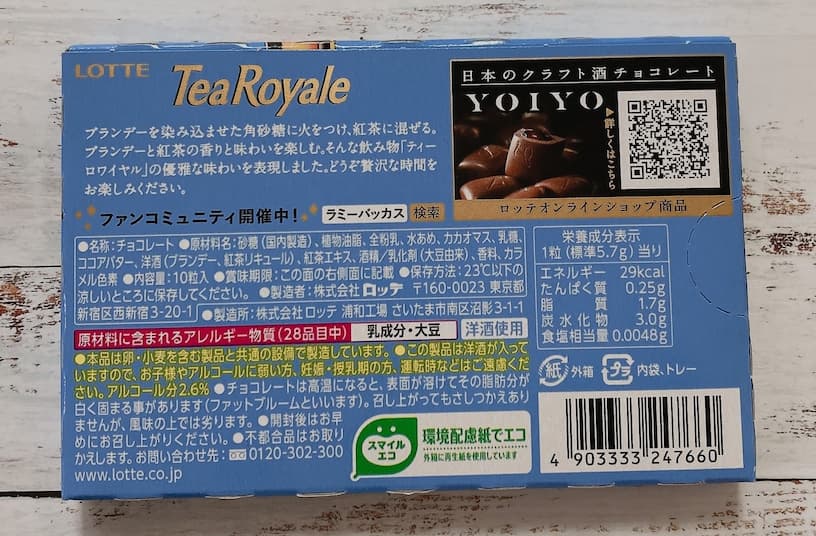 LOTTE
Tea Royale
ブランデーを染み込ませた角砂糖に火をつけ、紅茶に混ぜる。
ブランデーと紅茶の香りと味わいを楽しむ。そんな飲み物「ティー
ロワイヤル」の優雅な味わいを表現しました。どうぞ贅沢な時間を
お楽しみください。
ファンコミュニティ開催中! ラミーバッカス 検索
日本のクラフト酒チョコレート
YOIYO
▶詳しくはこちら
ロッテオンラインショップ商品
●名称:チョコレート ●原材料名:砂糖(国内製造)、植物油脂、全粉乳、水あめ、カカオマス、乳糖、
ココアバター、洋酒(ブランデー、紅茶リキュール)、紅茶エキス、酒精/乳化剤(大豆由来)、香料、カラ
メル色素 ●内容量:10粒入 ●賞味期限:この面の右側面に記載 ●保存方法:23℃以下の
涼しいところに保存してください。 ●製造者:株式会社 ロッテ 〒160-0023 東京都
新宿区西新宿3-20-1 ●製造所:株式会社ロッテ 浦和工場 さいたま市南区沼影3-1-1
原材料に含まれるアレルギー物質(28品目中) 乳成分・大豆 洋酒使用
●本品は卵・小麦を含む製品と共通の設備で製造しています。 ●この製品は洋酒が入って
いますので、お子様やアルコールに弱い方、妊娠・授乳期の方、運転時などはご遠慮くだ
さい。アルコール分2.6% ●チョコレートは高温になると、表面が溶けてその脂肪分が
白く固まる事があります(ファットブルームといいます)。召し上がってもさしつかえあり
ませんが、風味の上では劣ります。 ●開封後はお早
めにお召し上がりください。 ●不都合品はお取り
かえします。お問い合わせ先:0120-302-300
www.lotte.co.jp
スマイル
エコ
環境配慮紙でエコ
外箱に再生紙を使用しています
栄養成分表示
1粒(標準5.7g)当り
エネルギー 29kcal
たんぱく質 0.25g
脂質 1.7g
炭水化物 3.0g
食塩相当量 0.0048g
紙 外箱 プラ 内袋、トレー
4 903333 247660